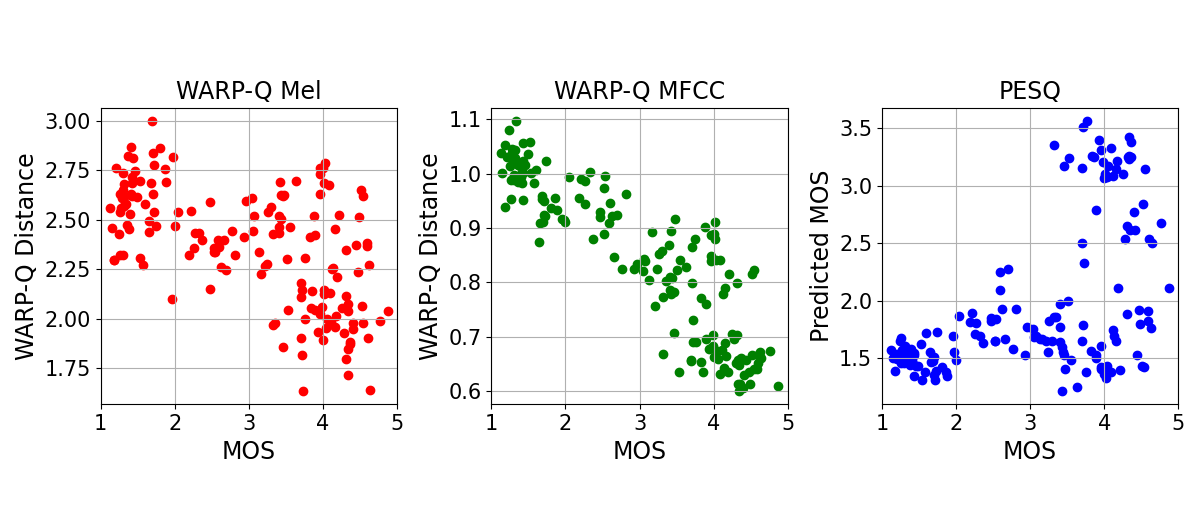 WARP-Q Mel
WARP-Q Distance
3.00
2.75
2.50
2.25
2.00
1.75
1 2 3 4 5
MOS
WARP-Q MFCC
WARP-Q Distance
1.1
1.0
0.9
0.8
0.7
0.6
1 2 3 4 5
MOS
PESQ
Predicted MOS
3.5
3.0
2.5
2.0
1.5
1 2 3 4 5
MOS